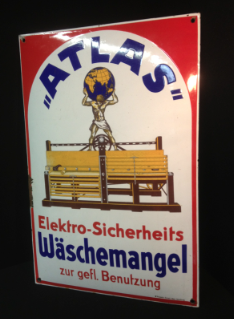 „ATLAS”
Elektro-Sicherheits
Wäschemangel
zur gefl. Benutzung